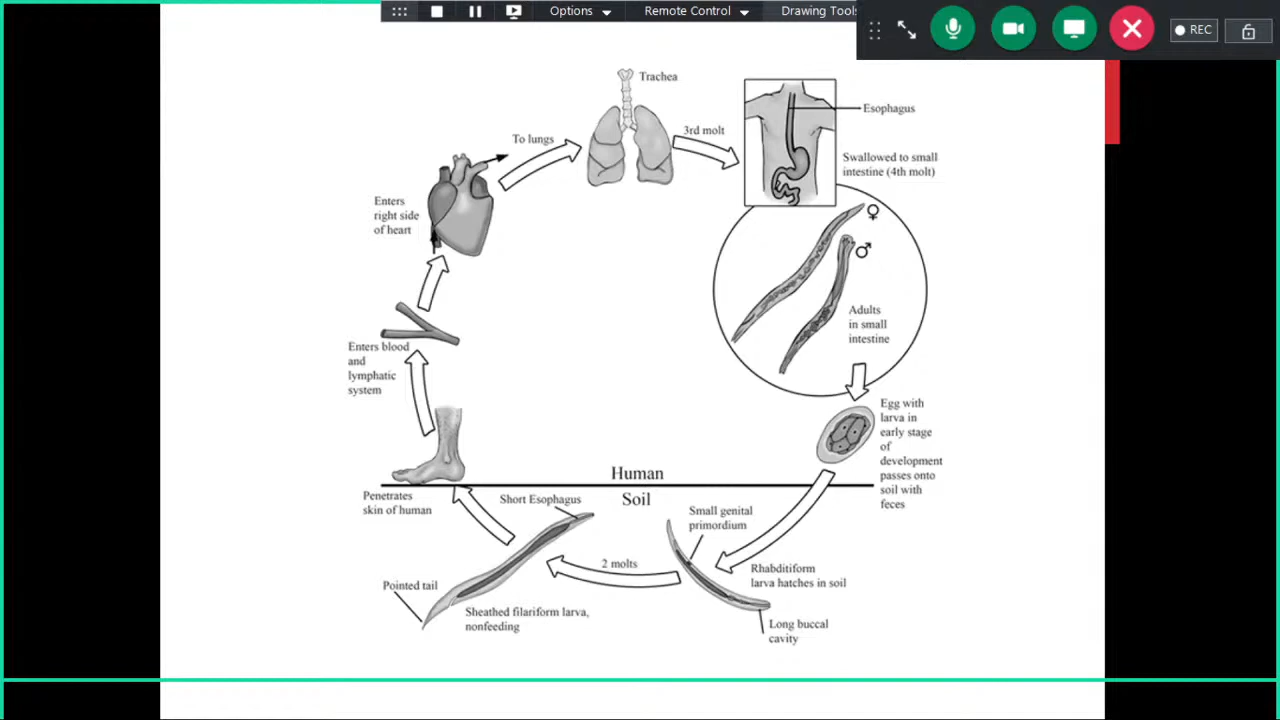 Options
Remote Control
Drawing Tools
REC
Trachea
Esophagus
3rd molt
To lungs
Swallowed to small
intestine (4th molt)
Enters
right side
of heart
♀
♂
Adults
in small
intestine
Enters blood
and
lymphatic
system
Egg with
larva in
early stage
of
development
passes onto
soil with
feces
Human
Soil
Penetrates
skin of human
Short Esophagus
Small genital
primordium
2 molts
Rhabditiform
larva hatches in soil
Pointed tail
Sheathed filariform larva,
nonfeeding
Long buccal
cavity